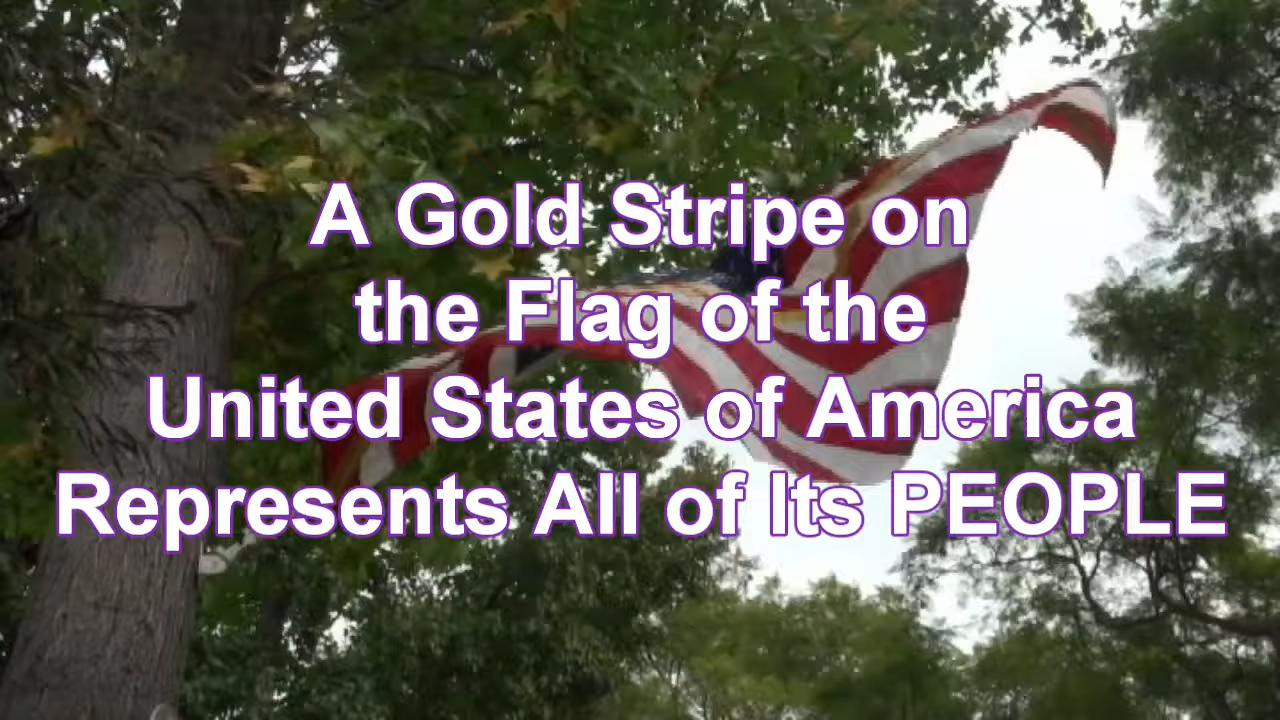 A Gold Stripe on
the Flag of the
United States of America
Represents All of Its PEOPLE